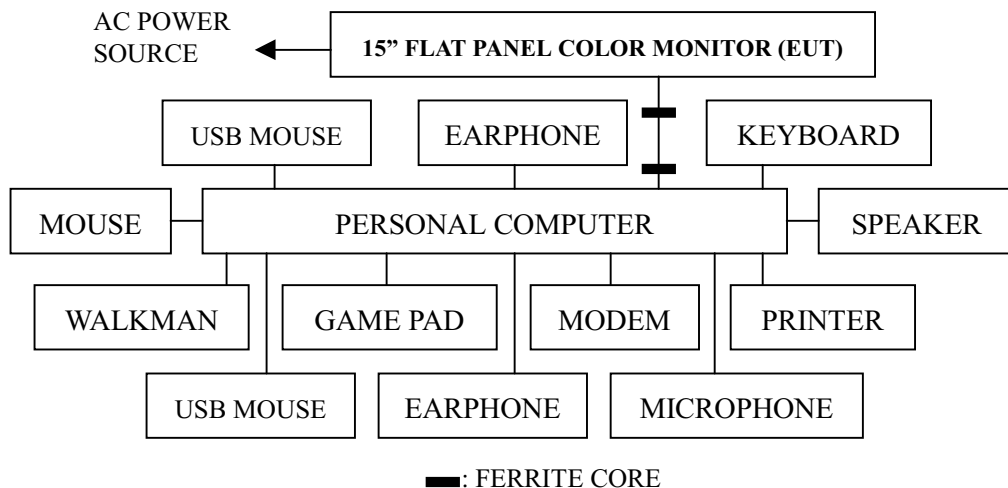 AC POWER
SOURCE
15” FLAT PANEL COLOR MONITOR (EUT)
USB MOUSE
EARPHONE
KEYBOARD
MOUSE
PERSONAL COMPUTER
SPEAKER
WALKMAN
GAME PAD
MODEM
PRINTER
USB MOUSE
EARPHONE
MICROPHONE
: FERRITE CORE